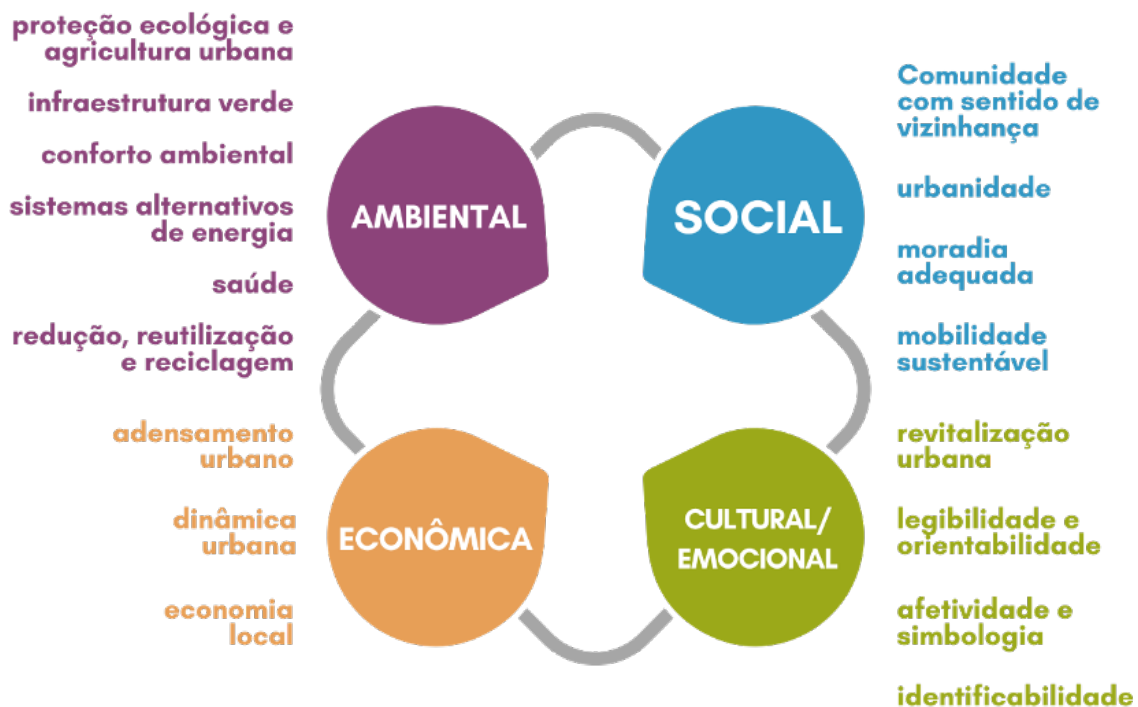 proteção ecológica e
agricultura urbana
infraestrutura verde
conforto ambiental
sistemas alternativos
de energia
saúde
redução, reutilização
e reciclagem
AMBIENTAL
SOCIAL
Comunidade
com sentido de
vizinhança
urbanidade
moradia
adequada
mobilidade
sustentável
adensamento
urbano
dinâmica
urbana
economia
local
ECONÔMICA
CULTURAL/
EMOCIONAL
revitalização
urbana
legibilidade e
orientabilidade
afetividade e
simbologia
identificabilidade